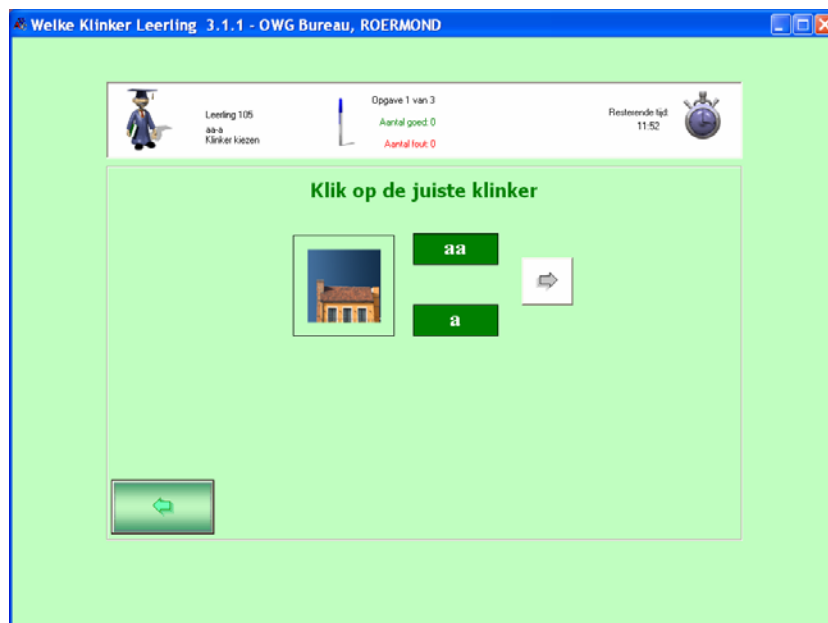 Welke Klinker Leerling 3.1.1 - OWG Bureau, ROERMOND
Leerling 105
aa-a
Klinker kiezen
Opgave 1 van 3
Aantal goed: 0
Aantal fout: 0
Resterende tijd:
11:52
Klik op de juiste klinker
aa
a